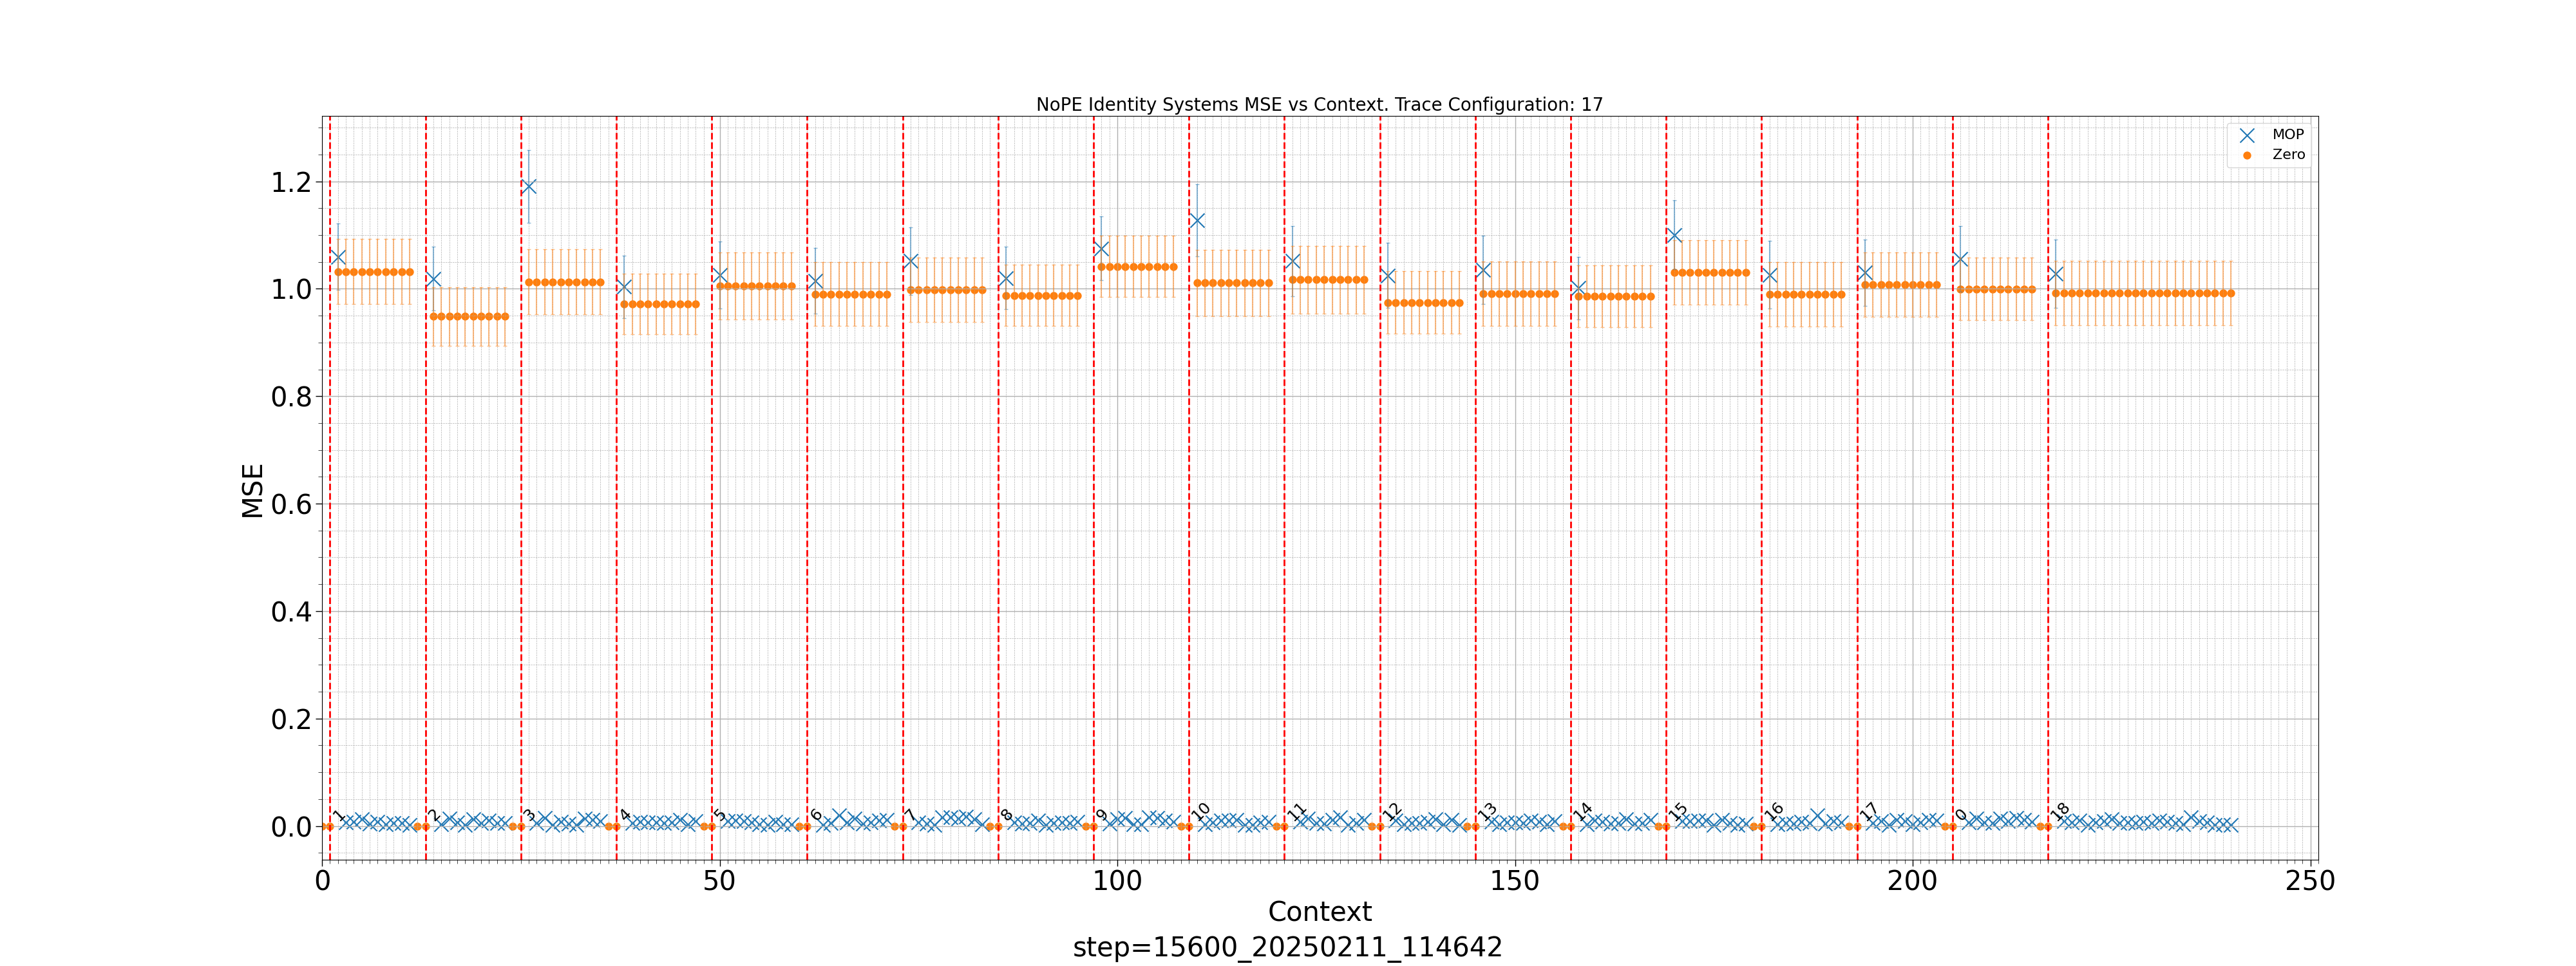 NoPE Identity Systems MSE vs Context. Trace Configuration: 17
MOP
Zero
1.2
1.0
0.8
0.6
0.4
0.2
0.0
MSE
1 2 3 4 5 6 7 8 9 10 11 12 13 14 15 16 17 0 18
0 50 100 150 200 250
Context
step=15600_20250211_114642